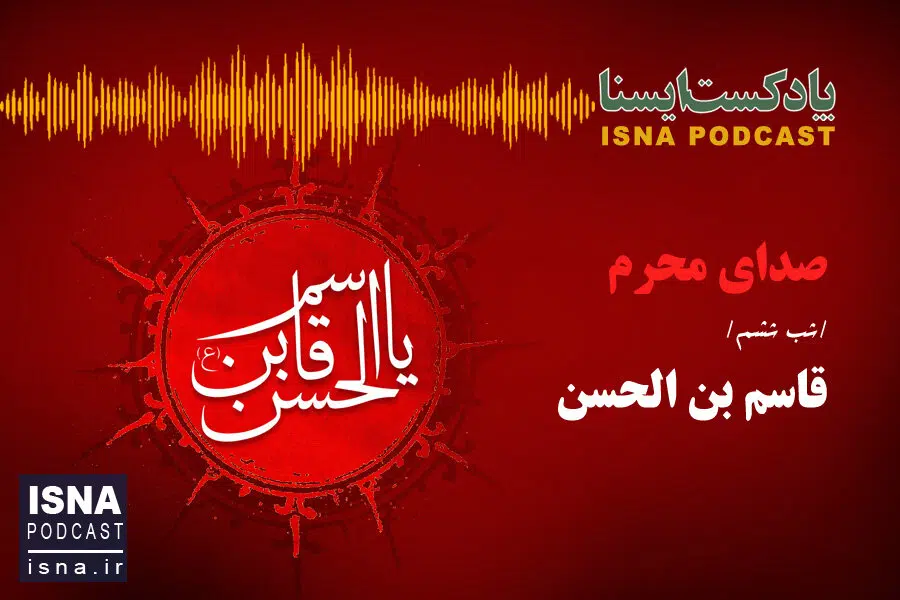 پادکست ایسنا
ISNA PODCAST
صدای محرم
/شب ششم/
قاسم بن الحسن
یا قاسم بن الحسن (ع)
ISNA
PODCAST
isna.ir